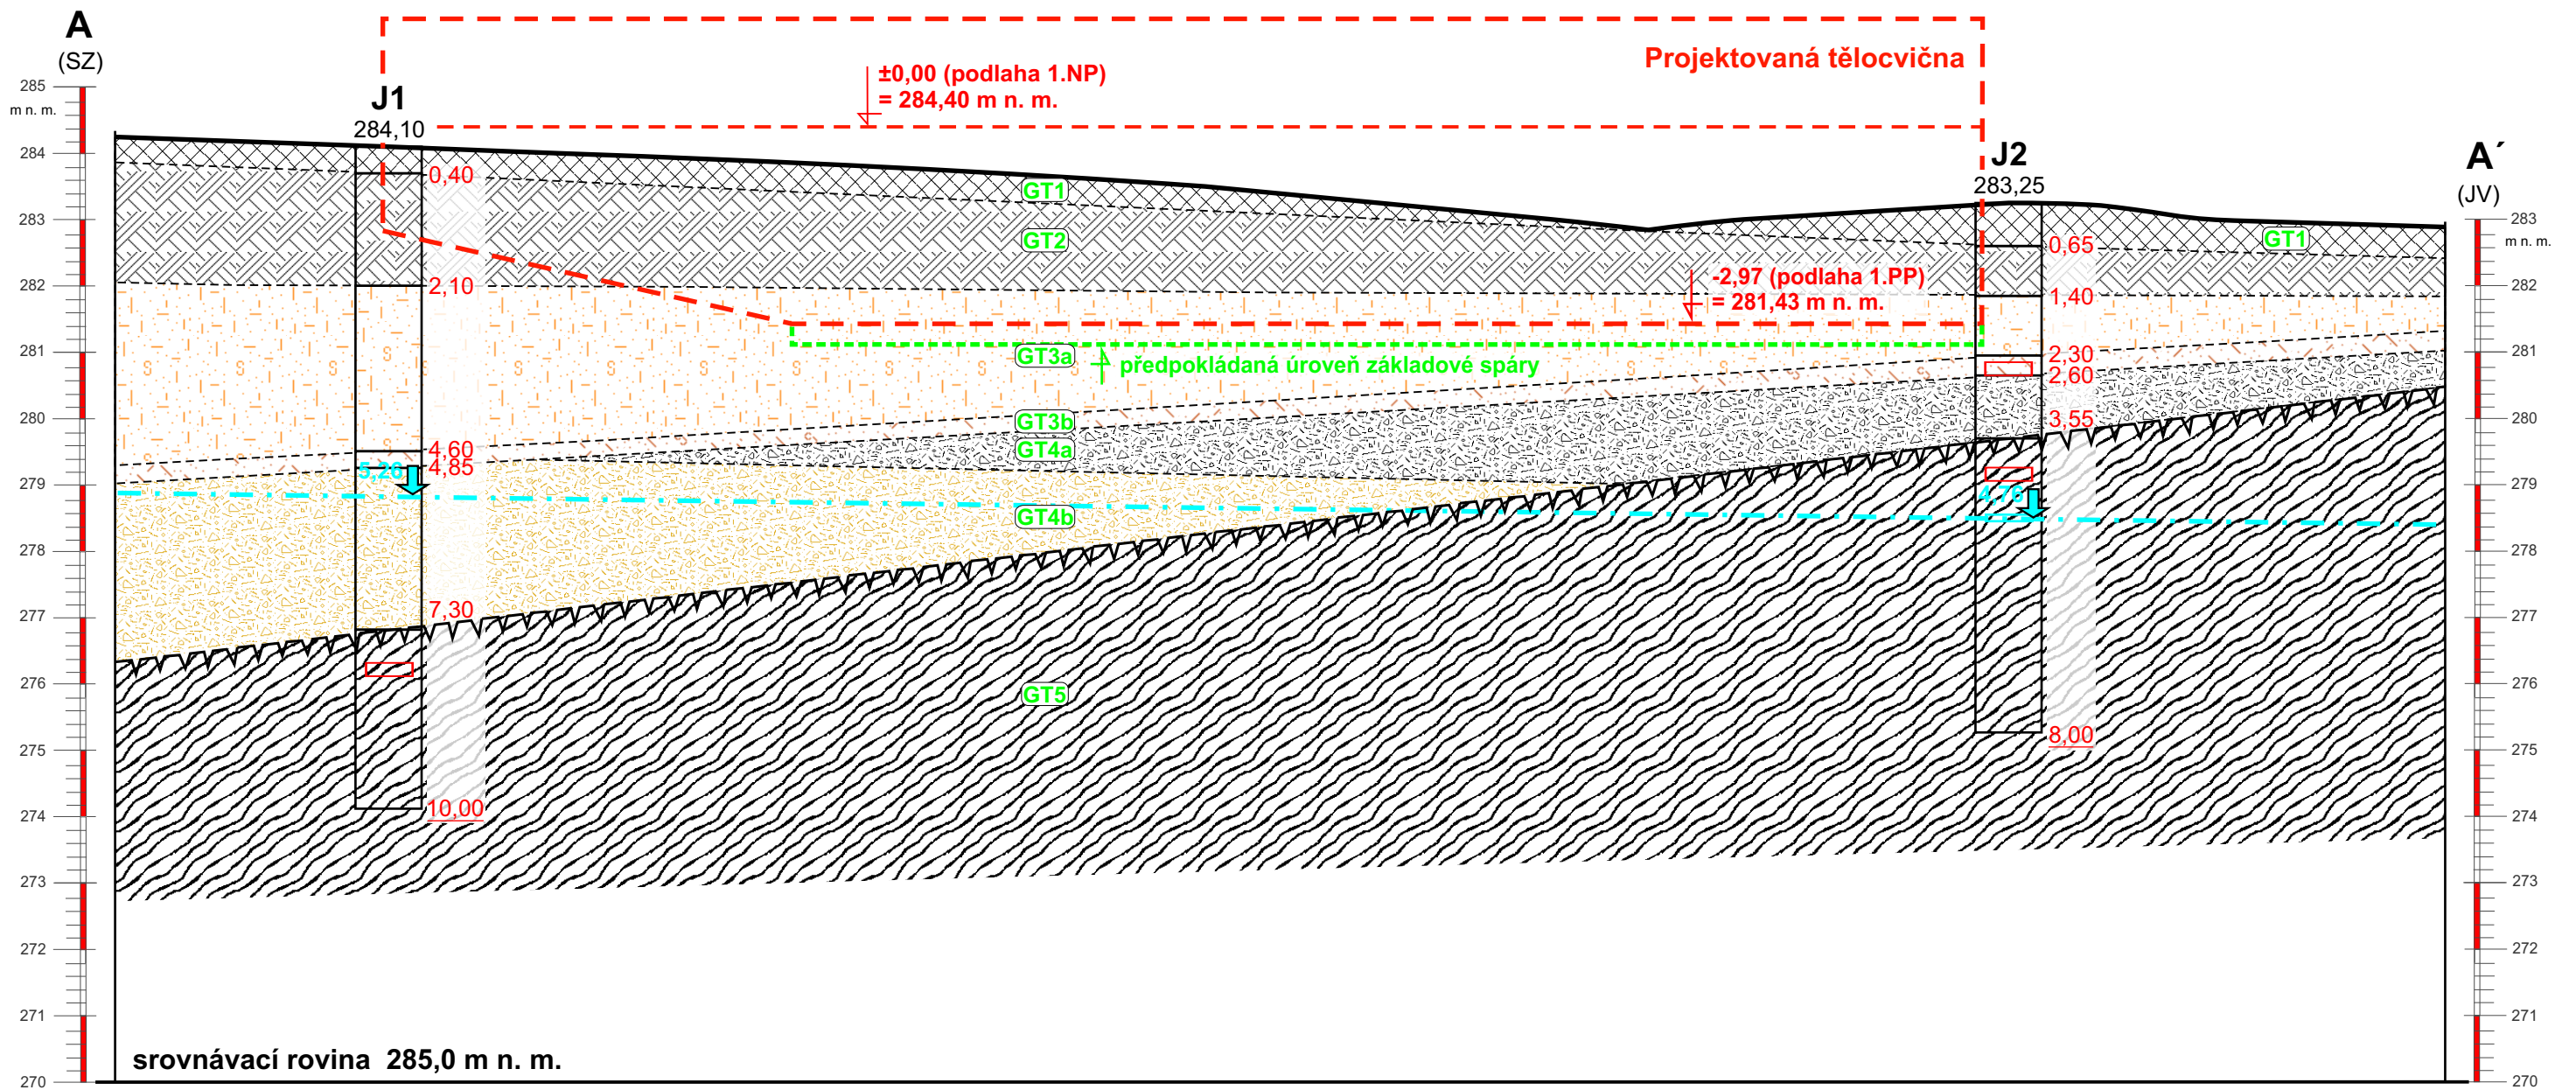 A
(SZ)
285
m n. m.
284
283
282
281
280
279
278
277
276
275
274
273
272
271
270
J1
284,10
0,40
2,10
4,60
4,85
5,26
7,30
10,00
±0,00 (podlaha 1.NP)
= 284,40 m n. m.
Projektovaná tělocvična
GT1
GT2
GT3a
GT3b
GT4a
GT4b
GT5
-2,97 (podlaha 1.PP)
= 281,43 m n. m.
předpokládaná úroveň základové spáry
J2
283,25
0,65
1,40
2,30
2,60
3,55
4,76
8,00
GT1
A´
(JV)
283
m n. m.
282
281
280
279
278
277
276
275
274
273
272
271
270
srovnávací rovina 285,0 m n. m.